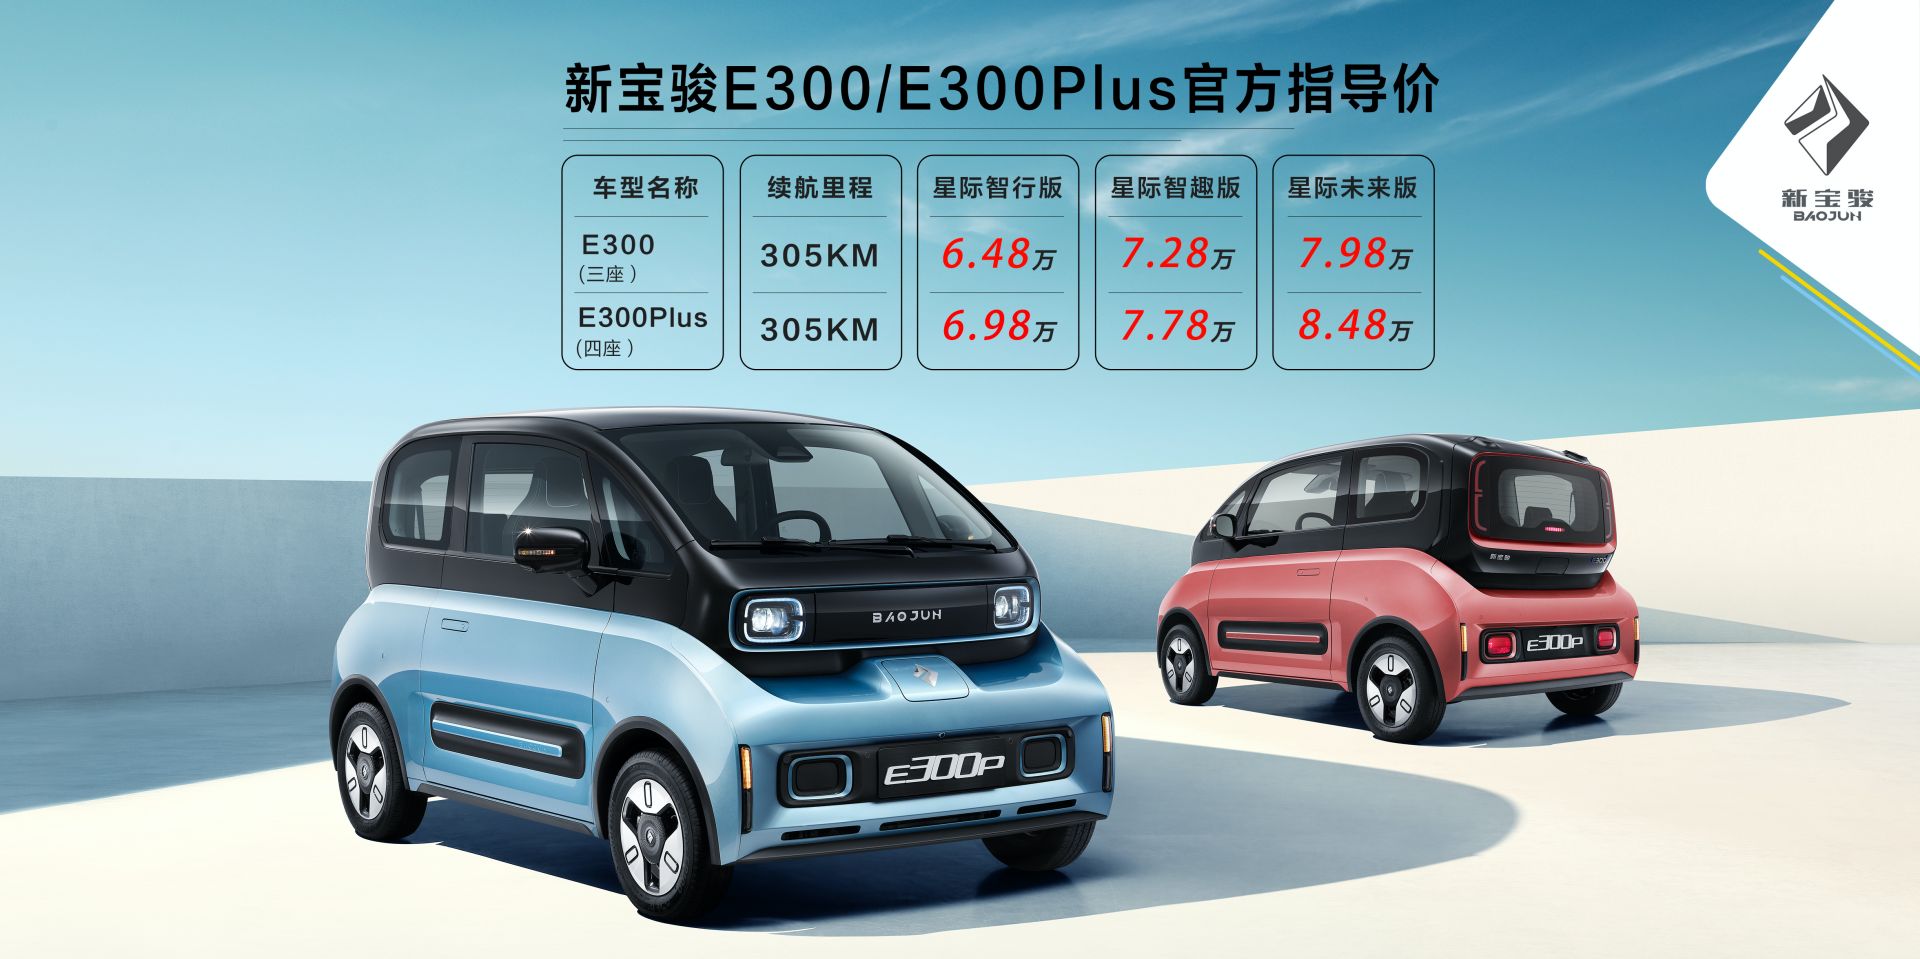 新宝骏E300/E300Plus官方指导价
新宝骏
BAOJUN
车型名称 续航里程 星际智行版 星际智趣版 星际未来版
E300
(三座) 305KM 6.48万 7.28万 7.98万
E300Plus
(四座) 305KM 6.98万 7.78万 8.48万
BAOJUN
E300P
新宝骏 E300
E300P